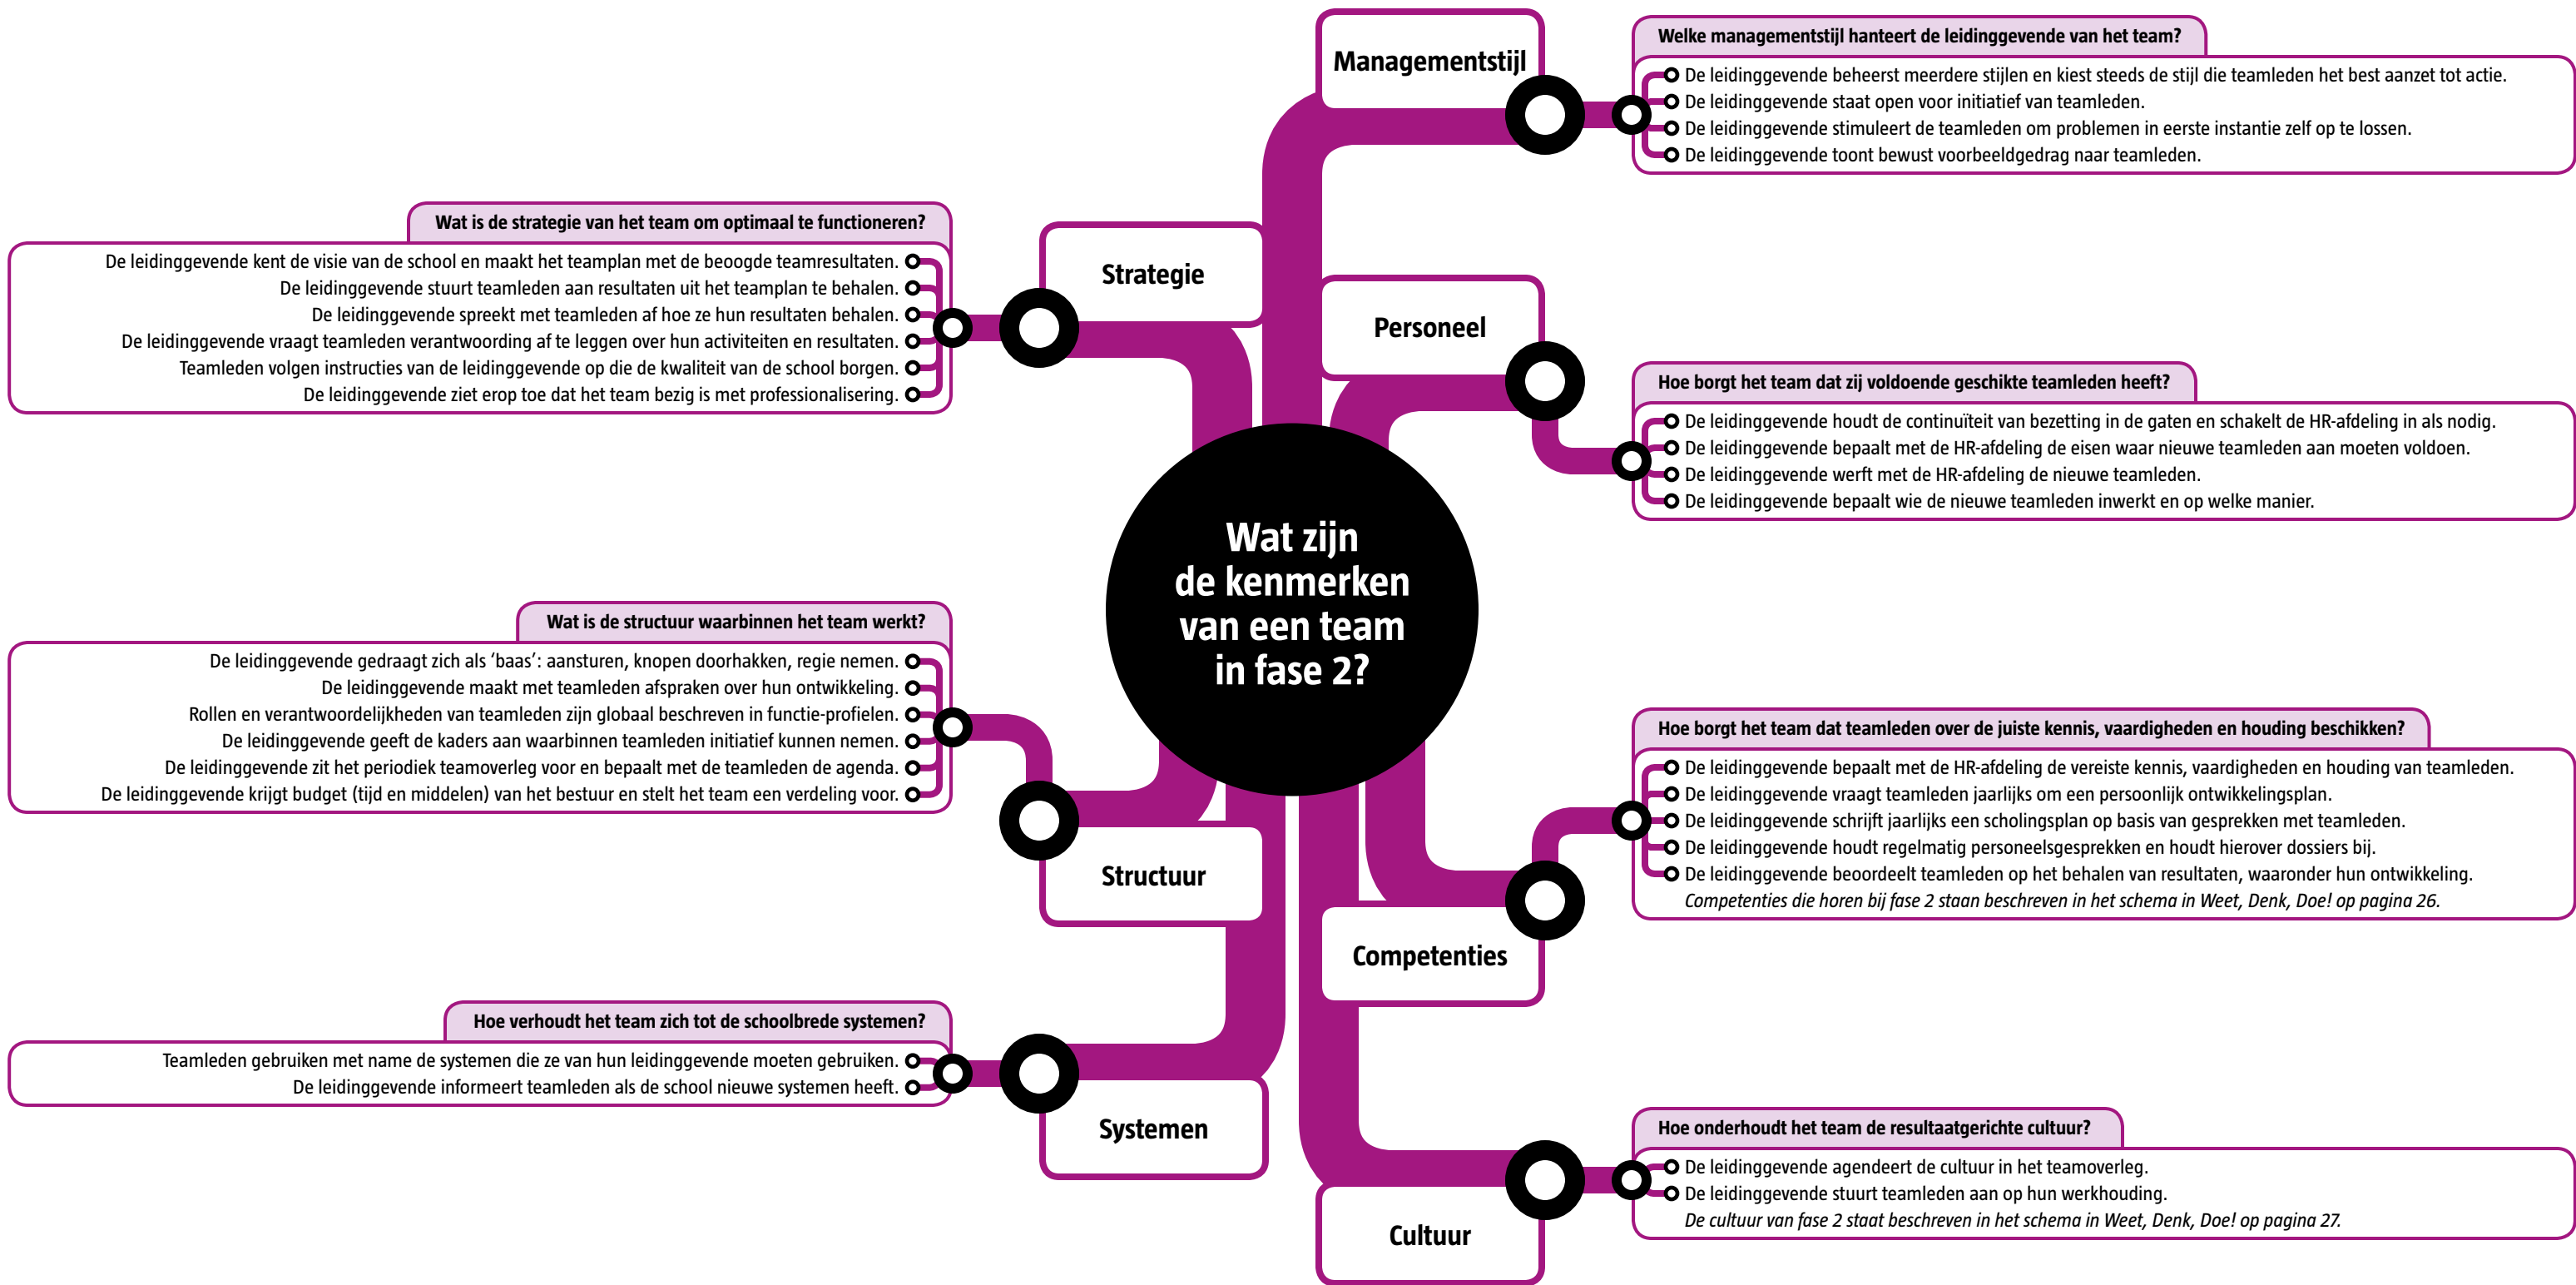 Wat zijn
de kenmerken
van een team
in fase 2?
Managementstijl
Welke managementstijl hanteert de leidinggevende van het team?
De leidinggevende beheerst meerdere stijlen en kiest steeds de stijl die teamleden het best aanzet tot actie.
De leidinggevende staat open voor initiatief van teamleden.
De leidinggevende stimuleert de teamleden om problemen in eerste instantie zelf op te lossen.
De leidinggevende toont bewust voorbeeldgedrag naar teamleden.
Strategie
Wat is de strategie van het team om optimaal te functioneren?
De leidinggevende kent de visie van de school en maakt het teamplan met de beoogde teamresultaten.
De leidinggevende stuurt teamleden aan resultaten uit het teamplan te behalen.
De leidinggevende spreekt met teamleden af hoe ze hun resultaten behalen.
De leidinggevende vraagt teamleden verantwoording af te leggen over hun activiteiten en resultaten.
Teamleden volgen instructies van de leidinggevende op die de kwaliteit van de school borgen.
De leidinggevende ziet erop toe dat het team bezig is met professionalisering.
Personeel
Hoe borgt het team dat zij voldoende geschikte teamleden heeft?
De leidinggevende houdt de continuïteit van bezetting in de gaten en schakelt de HR-afdeling in als nodig.
De leidinggevende bepaalt met de HR-afdeling de eisen waar nieuwe teamleden aan moeten voldoen.
De leidinggevende werft met de HR-afdeling de nieuwe teamleden.
De leidinggevende bepaalt wie de nieuwe teamleden inwerkt en op welke manier.
Structuur
Wat is de structuur waarbinnen het team werkt?
De leidinggevende gedraagt zich als ‘baas’: aansturen, knopen doorhakken, regie nemen.
De leidinggevende maakt met teamleden afspraken over hun ontwikkeling.
Rollen en verantwoordelijkheden van teamleden zijn globaal beschreven in functie-profielen.
De leidinggevende geeft de kaders aan waarbinnen teamleden initiatief kunnen nemen.
De leidinggevende zit het periodiek teamoverleg voor en bepaalt met de teamleden de agenda.
De leidinggevende krijgt budget (tijd en middelen) van het bestuur en stelt het team een verdeling voor.
Competenties
Hoe borgt het team dat teamleden over de juiste kennis, vaardigheden en houding beschikken?
De leidinggevende bepaalt met de HR-afdeling de vereiste kennis, vaardigheden en houding van teamleden.
De leidinggevende vraagt teamleden jaarlijks om een persoonlijk ontwikkelingsplan.
De leidinggevende schrijft jaarlijks een scholingsplan op basis van gesprekken met teamleden.
De leidinggevende houdt regelmatig personeelsgesprekken en houdt hierover dossiers bij.
De leidinggevende beoordeelt teamleden op het behalen van resultaten, waaronder hun ontwikkeling.
Competenties die horen bij fase 2 staan beschreven in het schema in Weet, Denk, Doe! op pagina 26.
Systemen
Hoe verhoudt het team zich tot de schoolbrede systemen?
Teamleden gebruiken met name de systemen die ze van hun leidinggevende moeten gebruiken.
De leidinggevende informeert teamleden als de school nieuwe systemen heeft.
Cultuur
Hoe onderhoudt het team de resultaatgerichte cultuur?
De leidinggevende agendeert de cultuur in het teamoverleg.
De leidinggevende stuurt teamleden aan op hun werkhouding.
De cultuur van fase 2 staat beschreven in het schema in Weet, Denk, Doe! op pagina 27.